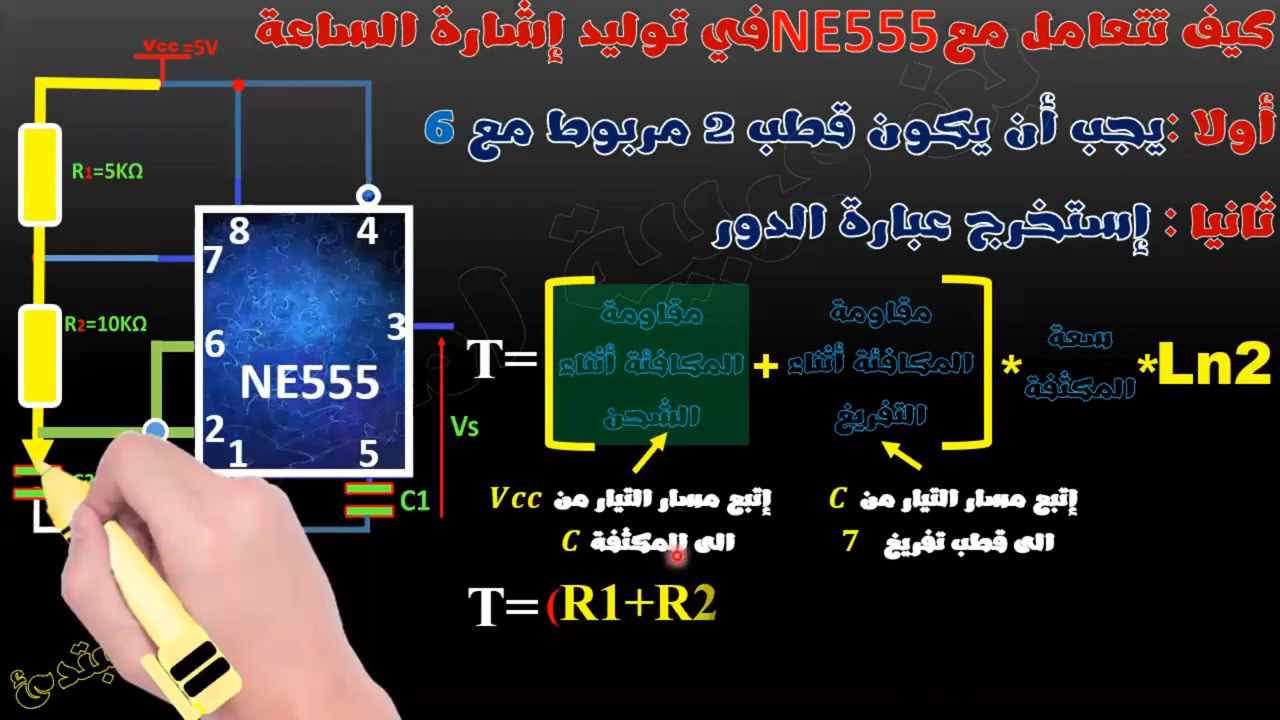 كيف تتعامل مع NE555 في توليد إشارة الساعة
أولا : يجب أن يكون قطب 2 مربوط مع 6
ثانيا : إستخرج عبارة الدور
Vcc=5V
R1=5KΩ
R2=10KΩ
8
4
7
6
3
2
1
5
NE555
Vs
C1
T=
مقاومة
المكافئة أثناء
الشحن
+
مقاومة
المكافئة أثناء
التفريغ
*
سعة
المكثفة
*Ln2
إتبع مسار التيار من Vcc
الى المكثفة C
إتبع مسار التيار من C
الى قطب تفريغ 7
T=(R1+R2